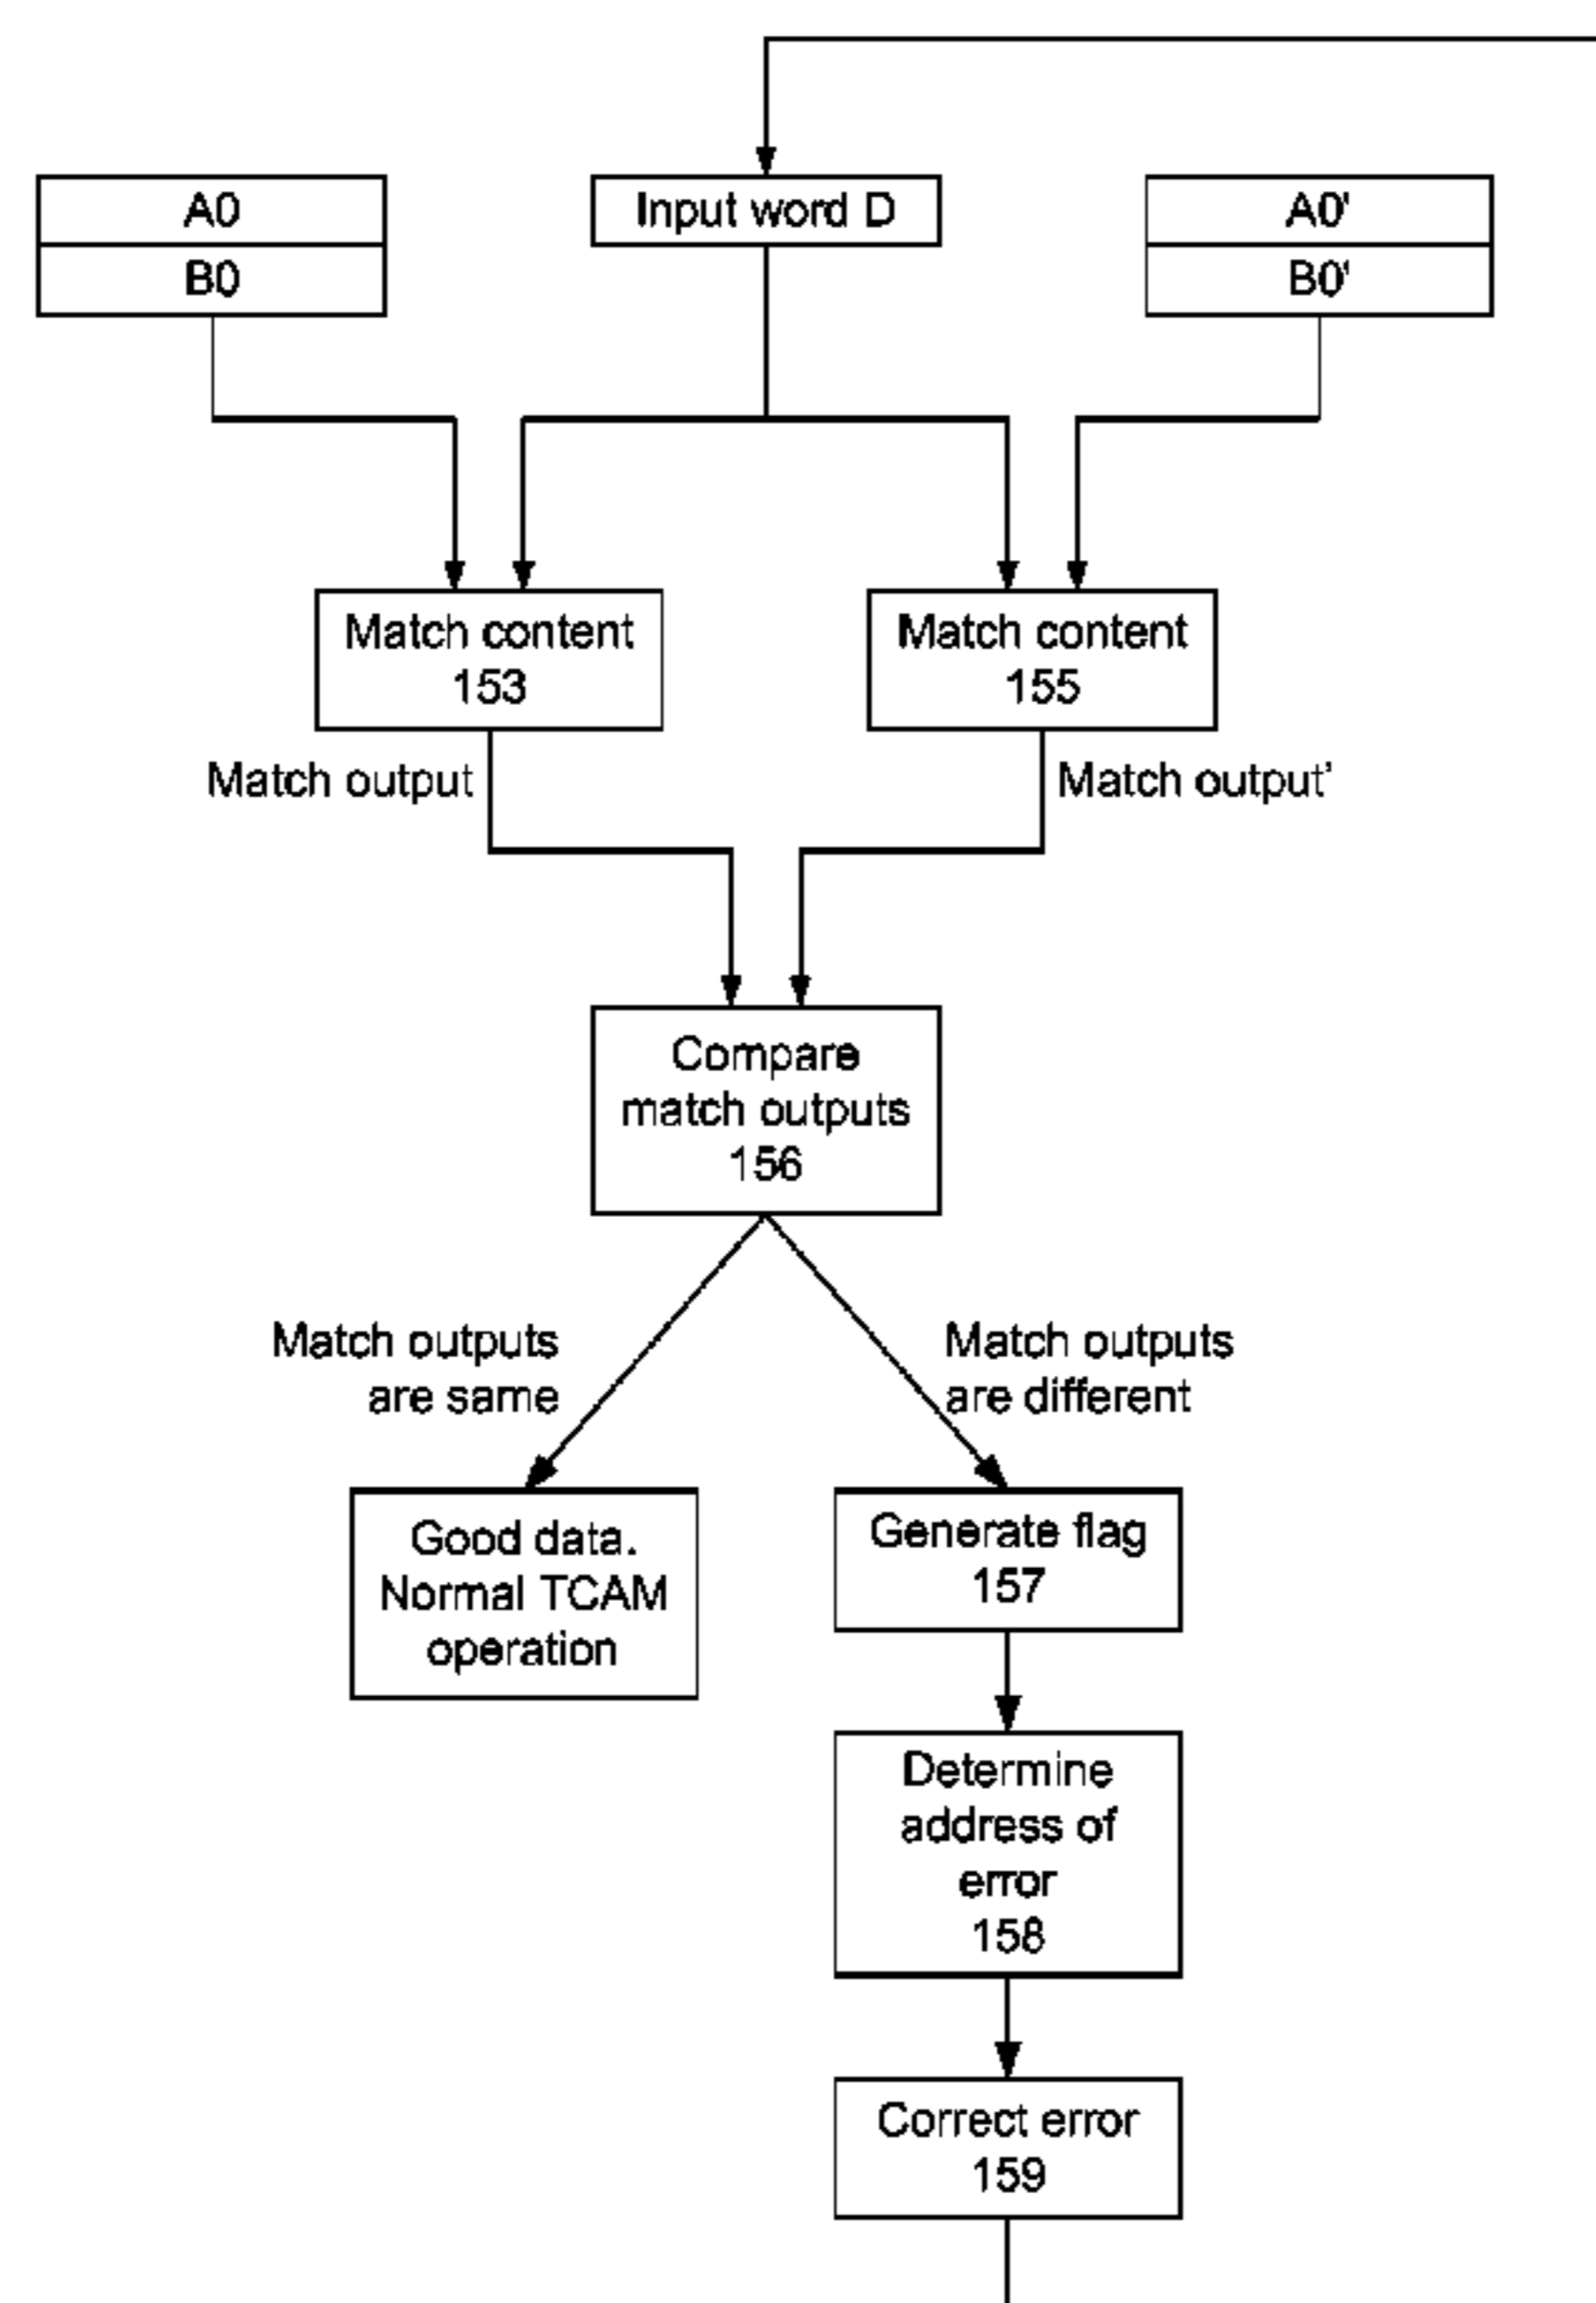 A0
B0
Input word D
A0'
B0'
Match content
153
Match content
155
Match output
Match output'
Compare
match outputs
156
Match outputs
are same
Match outputs
are different
Good data.
Normal TCAM
operation
Generate flag
157
Determine
address of
error
158
Correct error
159